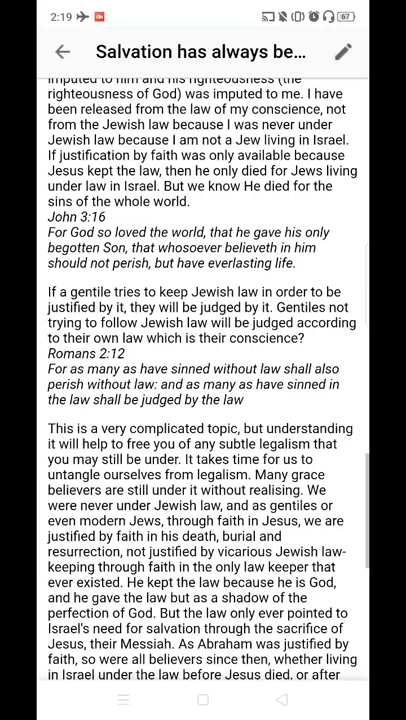 2:19
67
Salvation has always be...
imputed to him and his righteousness (the
righteousness of God) was imputed to me. I have
been released from the law of my conscience, not
from the Jewish law because I was never under
Jewish law because I am not a Jew living in Israel.
If justification by faith was only available because
Jesus kept the law, then he only died for Jews living
under law in Israel. But we know He died for the
sins of the whole world.
John 3:16
For God so loved the world, that he gave his only
begotten Son, that whosoever believeth in him
should not perish, but have everlasting life.
If a gentile tries to keep Jewish law in order to be
justified by it, they will be judged by it. Gentiles not
trying to follow Jewish law will be judged according
to their own law which is their conscience?
Romans 2:12
For as many as have sinned without law shall also
perish without law: and as many as have sinned in
the law shall be judged by the law
This is a very complicated topic, but understanding
it will help to free you of any subtle legalism that
you may still be under. It takes time for us to
untangle ourselves from legalism. Many grace
believers are still under it without realising. We
were never under Jewish law, and as gentiles or
even modern Jews, through faith in Jesus, we are
justified by faith in his death, burial and
resurrection, not justified by vicarious Jewish law-
keeping through faith in the only law keeper that
ever existed. He kept the law because he is God,
and he gave the law but as a shadow of the
perfection of God. But the law only ever pointed to
Israel's need for salvation through the sacrifice of
Jesus, their Messiah. As Abraham was justified by
faith, so were all believers since then, whether living
in Israel under the law before Jesus died, or after